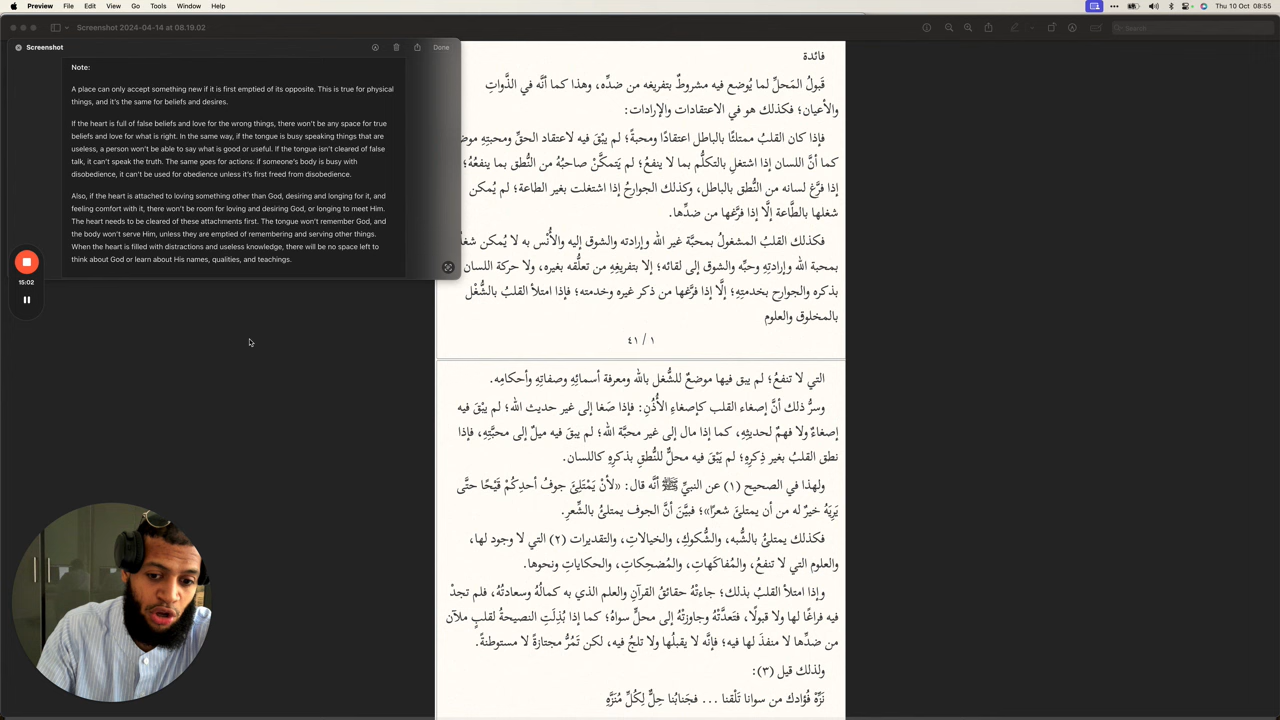 Preview File Edit View Go Tools Window Help
Thu 10 Oct 08:55
Screenshot 2024-04-14 at 08.19.02
Search
Screenshot
Done
Note:
A place can only accept something new if it is first emptied of its opposite. This is true for physical
things, and it's the same for beliefs and desires.
If the heart is full of false beliefs and love for the wrong things, there won't be any space for true
beliefs and love for what is right. In the same way, if the tongue is busy speaking things that are
useless, a person won't be able to say what is good or useful. If the tongue isn't cleared of false
talk, it can't speak the truth. The same goes for actions: if someone's body is busy with
disobedience, it can't be used for obedience unless it's first freed from disobedience.
Also, if the heart is attached to loving something other than God, desiring and longing for it, and
feeling comfort with it, there won't be room for loving and desiring God, or longing to meet Him.
The heart needs to be cleared of these attachments first. The tongue won't remember God, and
the body won't serve Him, unless they are emptied of remembering and serving other things.
When the heart is filled with distractions and useless knowledge, there will be no space left to
think about God or learn about His names, qualities, and teachings.
15:02
فائدة
قَبولُ المَحلِّ لما يُوضع فيه مشروطٌ بتفريغه من ضدِّه، وهذا كما أنَّه في الذَّواتِ
والأعيان؛ فكذلك هو في الاعتقادات والإرادات:
فإذا كان القلبُ ممتلئًا بالباطل اعتقادًا ومحبةً؛ لم يَبْقَ فيه لاعتقاد الحقِّ ومحبتِهِ
كما أنَّ اللسان إذا اشتغلِ بالتكلُّم بما لا ينفعُ؛ لم يَتمكَّنْ صاحبُهُ من النُّطق بما ينفعُهُ؛
إذا فرَّغ لسانه من النُّطق بالباطل، وكذلك الجوارحُ إذا اشتغلت بغير الطاعة؛ لم يُمكن
شغلها بالطَّاعة إلَّا إذا فرَّغها من ضدِّها.
فكذلك القلبُ المشغولُ بمحبَّة غير الله وإرادته والشوق إليه والأُنْس به لا يُمكن
بمحبة الله وإرادتِهِ وحبِّه والشوق إلى لقائه؛ إلا بتفريغِهِ من تعلُّقه بغيره، ولا حركة اللسان
بذكره والجوارح بخدمتِهِ؛ إلَّا إذا فرَّغها من ذكر غيره وخدمته؛ فإذا امتلأ القلبُ بالشُّغْل
بالمخلوق والعلوم
١ / ٤١
التي لا تنفعُ؛ لم يبق فيها موضعٌ للشُّغل بالله ومعرفة أسمائِهِ وصفاتِهِ وأحكامِه.
وسرُّ ذلك أنَّ إصغاء القلب كإصغاءِ الأُذُنِ: فإذا صَغا إلى غير حديث الله؛ لم يبْقَ فيه
إصغاءٌ ولا فهمٌ لحديثِهِ، كما إذا مال إلى غير محبَّة الله؛ لم يبقَ فيه ميلٌ إلى محبَّتِهِ، فإذا
نطق القلبُ بغير ذِكرِهِ؛ لم يَبْقَ فيه محلٌّ للنُّطقِ بذكرِهِ كاللسان.
ولهذا في الصحيح (١) عن النبيِّ ﷺ أنَّه قال: «لأنْ يَمْتَلِئَ جوفُ أحدِكُمْ قَيْحًا حتَّى
يَرِيَهُ خيرٌ له من أن يمتلئَ شعرًا»؛ فبيَّنَ أنَّ الجوف يمتلئُ بالشِّعرِ.
فكذلك يمتلئُ بالشُّبه، والشُّكوكِ، والخيالاتِ، والتقديرات (٢) التي لا وجود لها،
والعلوم التي لا تنفعُ، والمُفاكَهاتِ، والمُضحِكاتِ، والحكاياتِ ونحوها.
وإذا امتلأ القلبُ بذلك؛ جاءتْهُ حقائقُ القرآنِ والعلم الذي به كمالُهُ وسعادتُهُ، فلم تجدْ
فيه فراغًا لها ولا قبولًا، فتَعدَّتْهُ وجاوزتْهُ إلى محلٍّ سواهُ؛ كما إذا بُذِلَتِ النصيحةُ لقلبٍ ملآن
من ضدِّها لا منفذَ لها فيه؛ فإنَّه لا يقبلُها ولا تلجُ فيه، لكن تَمُرُّ مجتازةً لا مستوطنةً.
ولذلك قيل (٣):
نَزِّهْ فُؤادك من سوانا تَلْقنا ... فجَنابُنا حِلٌّ لِكُلِّ مُنَزَّهِ